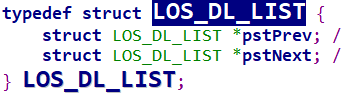 typedef struct LOS_DL_LIST {
struct LOS_DL_LIST *pstPrev; /
struct LOS_DL_LIST *pstNext; /
} LOS_DL_LIST;